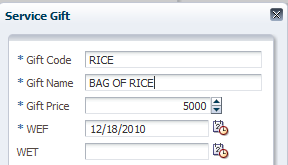 Service Gift
* Gift Code RICE
* Gift Name BAG OF RICE
* Gift Price 5000
* WEF 12/18/2010
WET